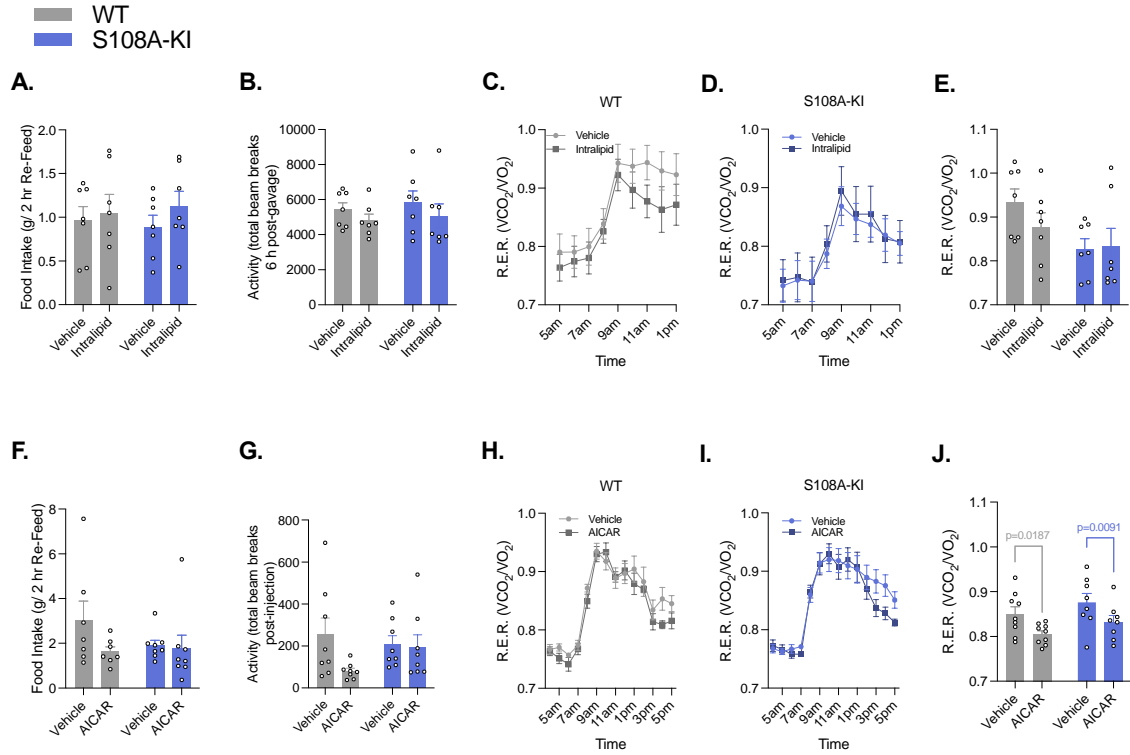 WT
S108A-KI
A.
Food Intake (g/ 2 hr Re-Feed)
2.0
1.5
1.0
0.5
0.0
Vehicle
Intralipid
Vehicle
Intralipid
B.
Activity (total beam breaks
6 h post-gavage)
10000
8000
6000
4000
2000
0
Vehicle
Intralipid
Vehicle
Intralipid
C.
WT
R.E.R. (VCO2/VO2)
1.0
0.9
0.8
0.7
Vehicle
Intralipid
5am
7am
9am
11am
1pm
Time
D.
S108A-KI
R.E.R. (VCO2/VO2)
1.0
0.9
0.8
0.7
Vehicle
Intralipid
5am
7am
9am
11am
1pm
Time
E.
R.E.R. (VCO2/VO2)
1.1
1.0
0.9
0.8
0.7
Vehicle
Intralipid
Vehicle
Intralipid
F.
Food Intake (g/ 2 hr Re-Feed)
8
6
4
2
0
Vehicle
AICAR
Vehicle
AICAR
G.
Activity (total beam breaks
post-injection)
800
600
400
200
0
Vehicle
AICAR
Vehicle
AICAR
H.
WT
R.E.R. (VCO2/VO2)
1.0
0.9
0.8
0.7
Vehicle
AICAR
5am
7am
9am
11am
1pm
3pm
5pm
Time
I.
S108A-KI
R.E.R. (VCO2/VO2)
1.0
0.9
0.8
0.7
Vehicle
AICAR
5am
7am
9am
11am
1pm
3pm
5pm
Time
J.
R.E.R. (VCO2/VO2)
1.1
1.0
0.9
0.8
0.7
p=0.0187
p=0.0091
Vehicle
AICAR
Vehicle
AICAR